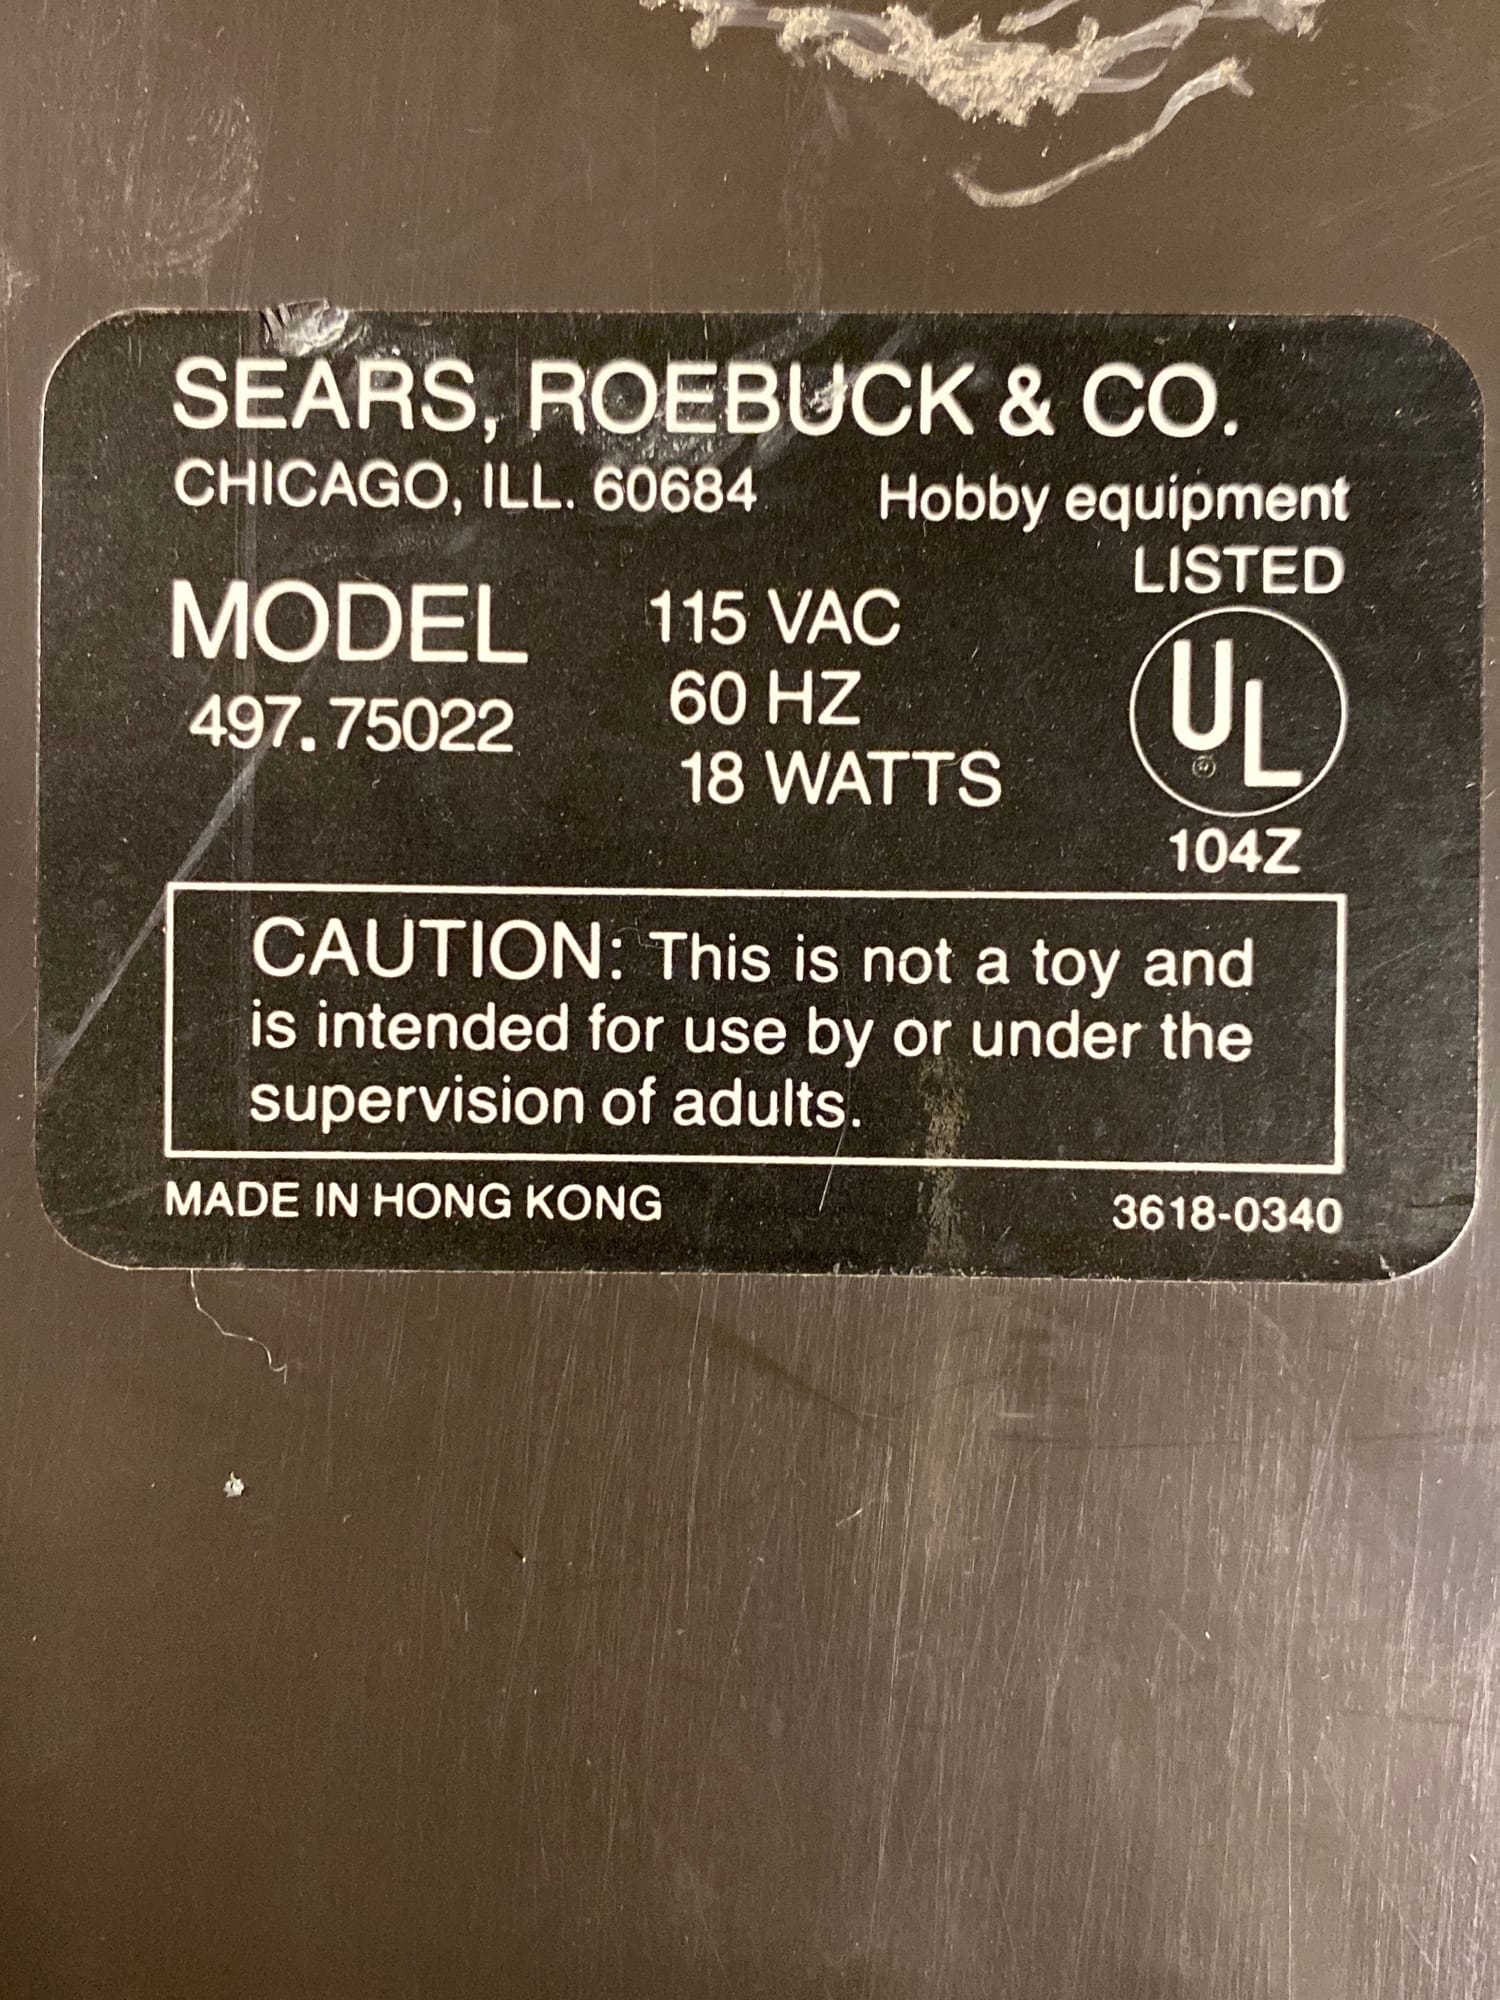 SEARS, ROEBUCK & CO.
CHICAGO, ILL. 60684 Hobby equipment
LISTED
MODEL 115 VAC
497.75022 60 HZ
18 WATTS
UL
®
104Z
CAUTION: This is not a toy and
is intended for use by or under the
supervision of adults.
MADE IN HONG KONG 3618-0340